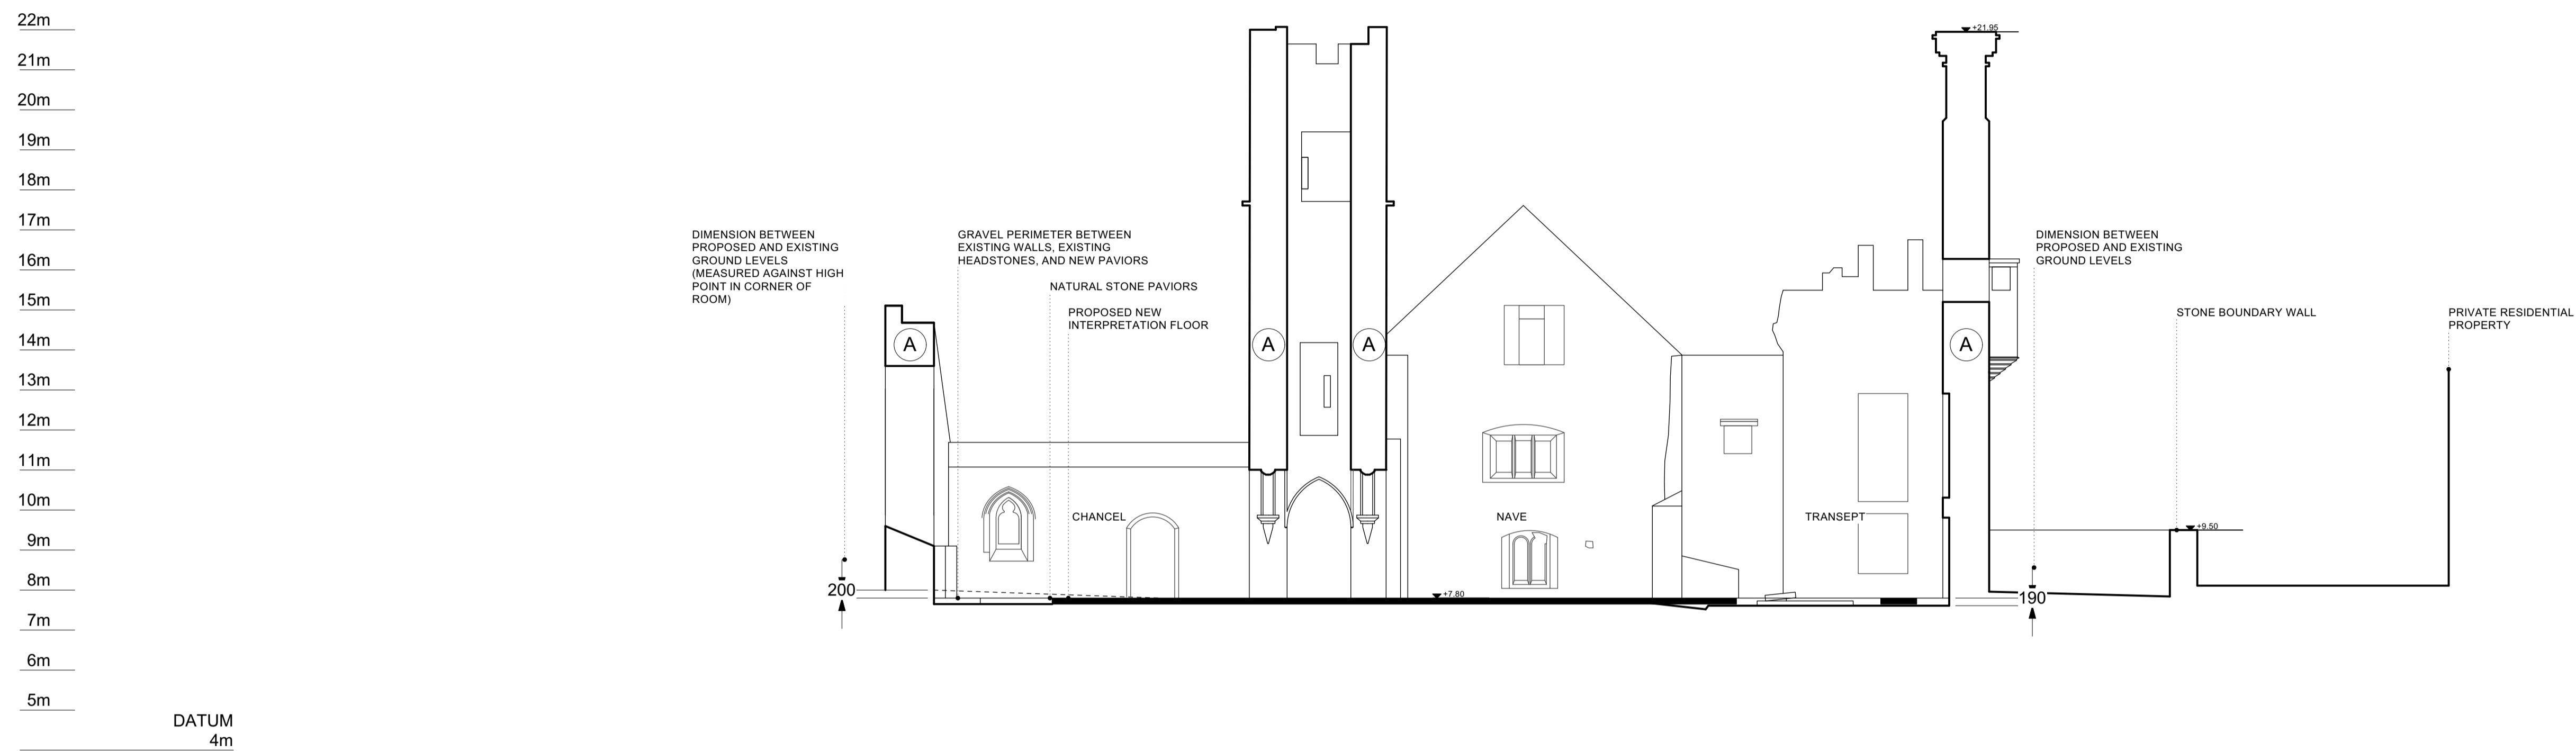 22m
21m
20m
19m
18m
17m
16m
15m
14m
13m
12m
11m
10m
9m
8m
7m
6m
5m
DATUM
4m
DIMENSION BETWEEN
PROPOSED AND EXISTING
GROUND LEVELS
(MEASURED AGAINST HIGH
POINT IN CORNER OF
ROOM)
GRAVEL PERIMETER BETWEEN
EXISTING WALLS, EXISTING
HEADSTONES, AND NEW PAVIORS
NATURAL STONE PAVIORS
PROPOSED NEW
INTERPRETATION FLOOR
+21.95
DIMENSION BETWEEN
PROPOSED AND EXISTING
GROUND LEVELS
STONE BOUNDARY WALL
PRIVATE RESIDENTIAL
PROPERTY
A
A
A
A
CHANCEL
NAVE
TRANSEPT
+9.50
200
+7.80
190